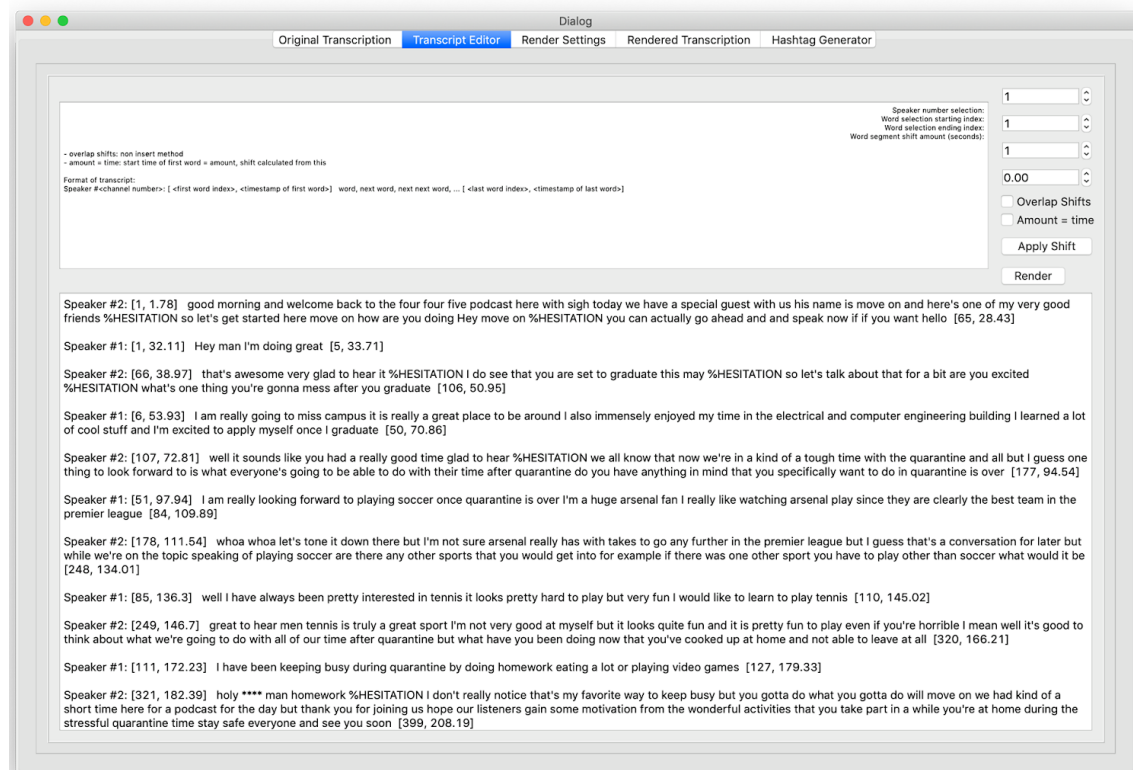 Dialog
Original Transcription
Transcript Editor
Render Settings
Rendered Transcription
Hashtag Generator
Speaker number selection:
Word selection starting index:
Word selection ending index:
Word segment shift amount (seconds):
1
1
1
0.00
Overlap Shifts
Amount = time
Apply Shift
Render
- overlap shifts: non insert method
- amount = time: start time of first word = amount, shift calculated from this
Format of transcript:
Speaker #<channel number>: [ <first word index>, <timestamp of first word>]   word, next word, next next word, ... [ <last word index>, <timestamp of last word>]
Speaker #2: [1, 1.78]   good morning and welcome back to the four four five podcast here with sigh today we have a special guest with us his name is move on and here's one of my very good
friends %HESITATION so let's get started here move on how are you doing Hey move on %HESITATION you can actually go ahead and and speak now if if you want hello  [65, 28.43]
Speaker #1: [1, 32.11]   Hey man I'm doing great  [5, 33.71]
Speaker #2: [66, 38.97]   that's awesome very glad to hear it %HESITATION I do see that you are set to graduate this may %HESITATION so let's talk about that for a bit are you excited
%HESITATION what's one thing you're gonna mess after you graduate  [106, 50.95]
Speaker #1: [6, 53.93]   I am really going to miss campus it is really a great place to be around I also immensely enjoyed my time in the electrical and computer engineering building I learned a lot
of cool stuff and I'm excited to apply myself once I graduate  [50, 70.86]
Speaker #2: [107, 72.81]   well it sounds like you had a really good time glad to hear %HESITATION we all know that now we're in a kind of a tough time with the quarantine and all but I guess one
thing to look forward to is what everyone's going to be able to do with their time after quarantine do you have anything in mind that you specifically want to do in quarantine is over  [177, 94.54]
Speaker #1: [51, 97.94]   I am really looking forward to playing soccer once quarantine is over I'm a huge arsenal fan I really like watching arsenal play since they are clearly the best team in the
premier league  [84, 109.89]
Speaker #2: [178, 111.54]   whoa whoa let's tone it down there but I'm not sure arsenal really has with takes to go any further in the premier league but I guess that's a conversation for later but
while we're on the topic speaking of playing soccer are there any other sports that you would get into for example if there was one other sport you have to play other than soccer what would it be
[248, 134.01]
Speaker #1: [85, 136.3]   well I have always been pretty interested in tennis it looks pretty hard to play but very fun I would like to learn to play tennis  [110, 145.02]
Speaker #2: [249, 146.7]   great to hear men tennis is truly a great sport I'm not very good at myself but it looks quite fun and it is pretty fun to play even if you're horrible I mean well it's good to
think about what we're going to do with all of our time after quarantine but what have you been doing now that you've cooked up at home and not able to leave at all  [320, 166.21]
Speaker #1: [111, 172.23]   I have been keeping busy during quarantine by doing homework eating a lot or playing video games  [127, 179.33]
Speaker #2: [321, 182.39]   holy **** man homework %HESITATION I don't really notice that's my favorite way to keep busy but you gotta do what you gotta do will move on we had kind of a
short time here for a podcast for the day but thank you for joining us hope our listeners gain some motivation from the wonderful activities that you take part in a while you're at home during the
stressful quarantine time stay safe everyone and see you soon  [399, 208.19]